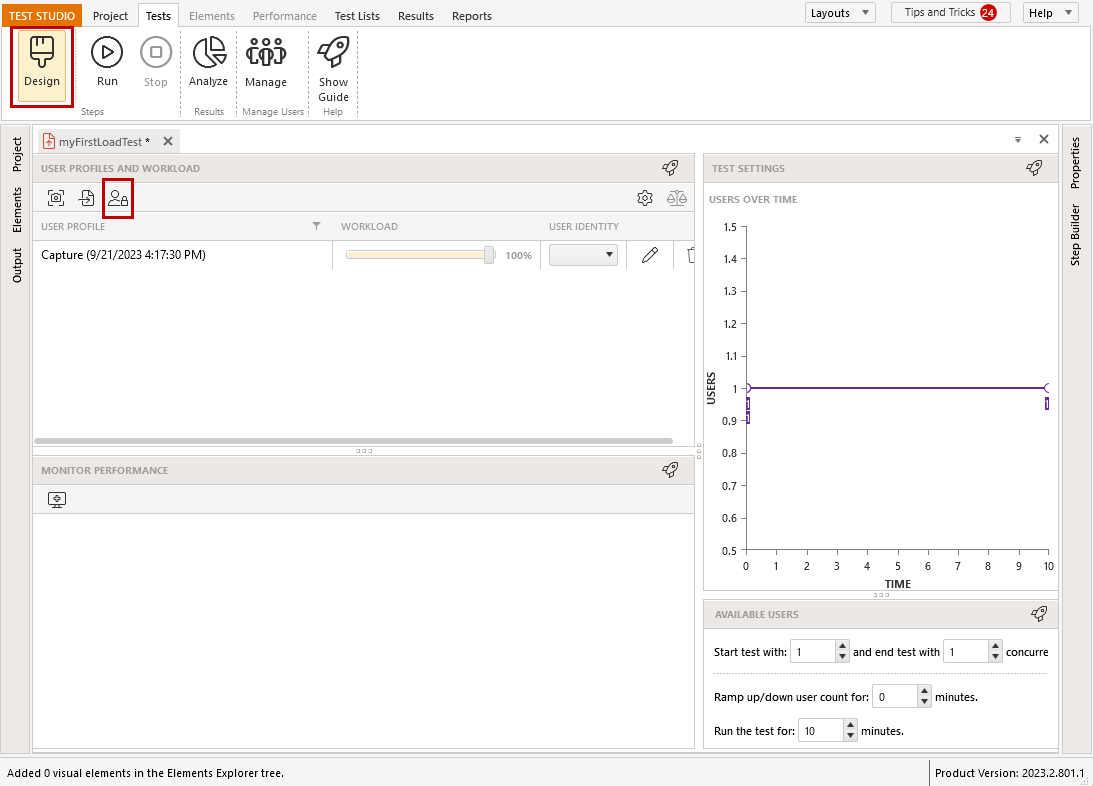 TEST STUDIO Project Tests Elements Performance Test Lists Results Reports Layouts Tips and Tricks 24 Help
Design Run Stop Analyze Manage Show
Guide
Steps Results Manage Users Help
Project
Elements
Output
myFirstLoadTest *
USER PROFILES AND WORKLOAD
USER PROFILE WORKLOAD USER IDENTITY
Capture (9/21/2023 4:17:30 PM) 100%
MONITOR PERFORMANCE
TEST SETTINGS
USERS OVER TIME
1.5
1.4
1.3
1.2
1.1
1
0.9
0.8
0.7
0.6
0.5
USERS
1
1
1
0 1 2 3 4 5 6 7 8 9 10
TIME
AVAILABLE USERS
Start test with: 1 and end test with 1 concurre
Ramp up/down user count for: 0 minutes.
Run the test for: 10 minutes.
Properties
Step Builder
Added 0 visual elements in the Elements Explorer tree. Product Version: 2023.2.801.1